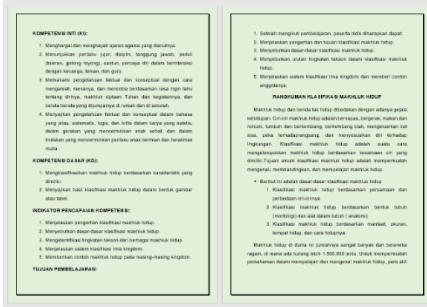 KOMPETENSI INTI (KI):
1. Menghargai dan menghayati ajaran agama yang dianutnya.
2. Menunjukkan perilaku jujur, disiplin, tanggung jawab, peduli
(toleran, gotong royong), santun, percaya diri dalam berinteraksi
dengan keluarga, teman, dan guru.
3. Memahami pengetahuan faktual dan konseptual dengan cara
mengamati, menanya, dan mencoba berdasarkan rasa ingin tahu
tentang dirinya, makhluk ciptaan Tuhan dan kegiatannya, dan
benda-benda yang dijumpainya di rumah dan di sekolah.
4. Menyajikan pengetahuan faktual dan konseptual dalam bahasa
yang jelas, sistematis, logis, dan kritis dalam karya yang estetis,
dalam gerakan yang mencerminkan anak sehat, dan dalam
tindakan yang mencerminkan perilaku anak beriman dan berakhlak
mulia
KOMPETENSI DASAR (KD):
1. Mengklasifikasikan makhluk hidup berdasarkan karakteristik yang
dimiliki.
2. Menyajikan hasil klasifikasi makhluk hidup dalam bentuk gambar
atau tabel.
INDIKATOR PENCAPAIAN KOMPETENSI:
1. Menjelaskan pengertian klasifikasi makhluk hidup.
2. Menyebutkan dasar-dasar klasifikasi makhluk hidup.
3. Mengidentifikasi tingkatan takson dari berbagai makhluk hidup.
4. Menjelaskan sistem klasifikasi lima kingdom.
5. Memberikan contoh makhluk hidup pada masing-masing kingdom.
TUJUAN PEMBELAJARAN:
1. Setelah mengikuti pembelajaran, peserta didik diharapkan dapat:
2. Menjelaskan pengertian dan tujuan klasifikasi makhluk hidup.
3. Menyebutkan dasar-dasar klasifikasi makhluk hidup.
4. Menyebutkan urutan tingkatan takson dalam klasifikasi makhluk
hidup.
5. Menjelaskan sistem klasifikasi lima kingdom dan memberi contoh
anggotanya.
RANGKUMAN KLASIFIKASI MAKHLUK HIDUP
Makhluk hidup dan benda tak hidup dibedakan dengan adanya gejala
kehidupan. Ciri-ciri makhluk hidup adalah bernapas, bergerak, makan dan
minum, tumbuh dan berkembang, berkembang biak, mengeluarkan zat
sisa, peka terhadap rangsang, dan menyesuaikan diri terhadap
lingkungan. Klasifikasi makhluk hidup adalah suatu cara
mengelompokkan makhluk hidup berdasarkan kesamaan ciri yang
dimiliki. Tujuan umum klasifikasi makhluk hidup adalah mempermudah
mengenali, membandingkan, dan mempelajari makhluk hidup.
• Berikut ini adalah dasar-dasar klasifikasi makhluk hidup:
1. Klasifikasi makhluk hidup berdasarkan persamaan dan
perbedaan ciri-cirinya.
2. Klasifikasi makhluk hidup berdasarkan bentuk tubuh
(morfologi) dan alat dalam tubuh (anatomi).
3. Klasifikasi makhluk hidup berdasarkan manfaat, ukuran,
tempat hidup, dan cara hidupnya.
Makhluk hidup di dunia ini jumlahnya sangat banyak dan beraneka
ragam, di mana ada kurang lebih 1.500.000 jenis. Untuk mempermudah
pemahaman dalam mempelajari dan mengenal makhluk hidup, para ahli